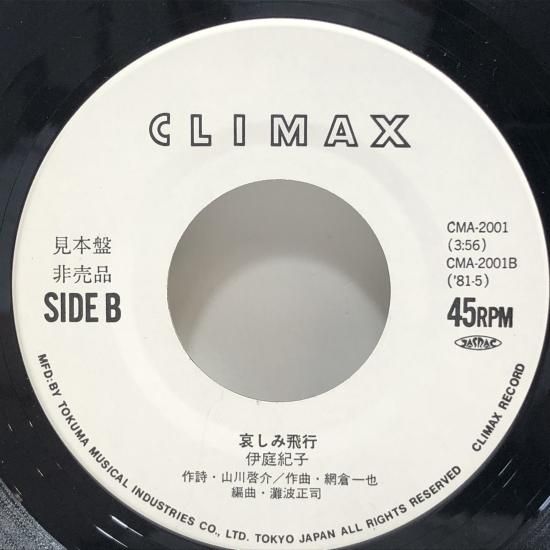 CLIMAX
見本盤
非売品
SIDE B
CMA-2001
(3:56)
CMA-2001B
('81-5)
45RPM
JASRAC
哀しみ飛行
伊庭紀子
作詩・山川啓介/作曲・網倉一也
編曲・灘波正司
MFD. BY TOKUMA MUSICAL INDUSTRIES CO., LTD. TOKYO JAPAN ALL RIGHTS RESERVED CLIMAX RECORD